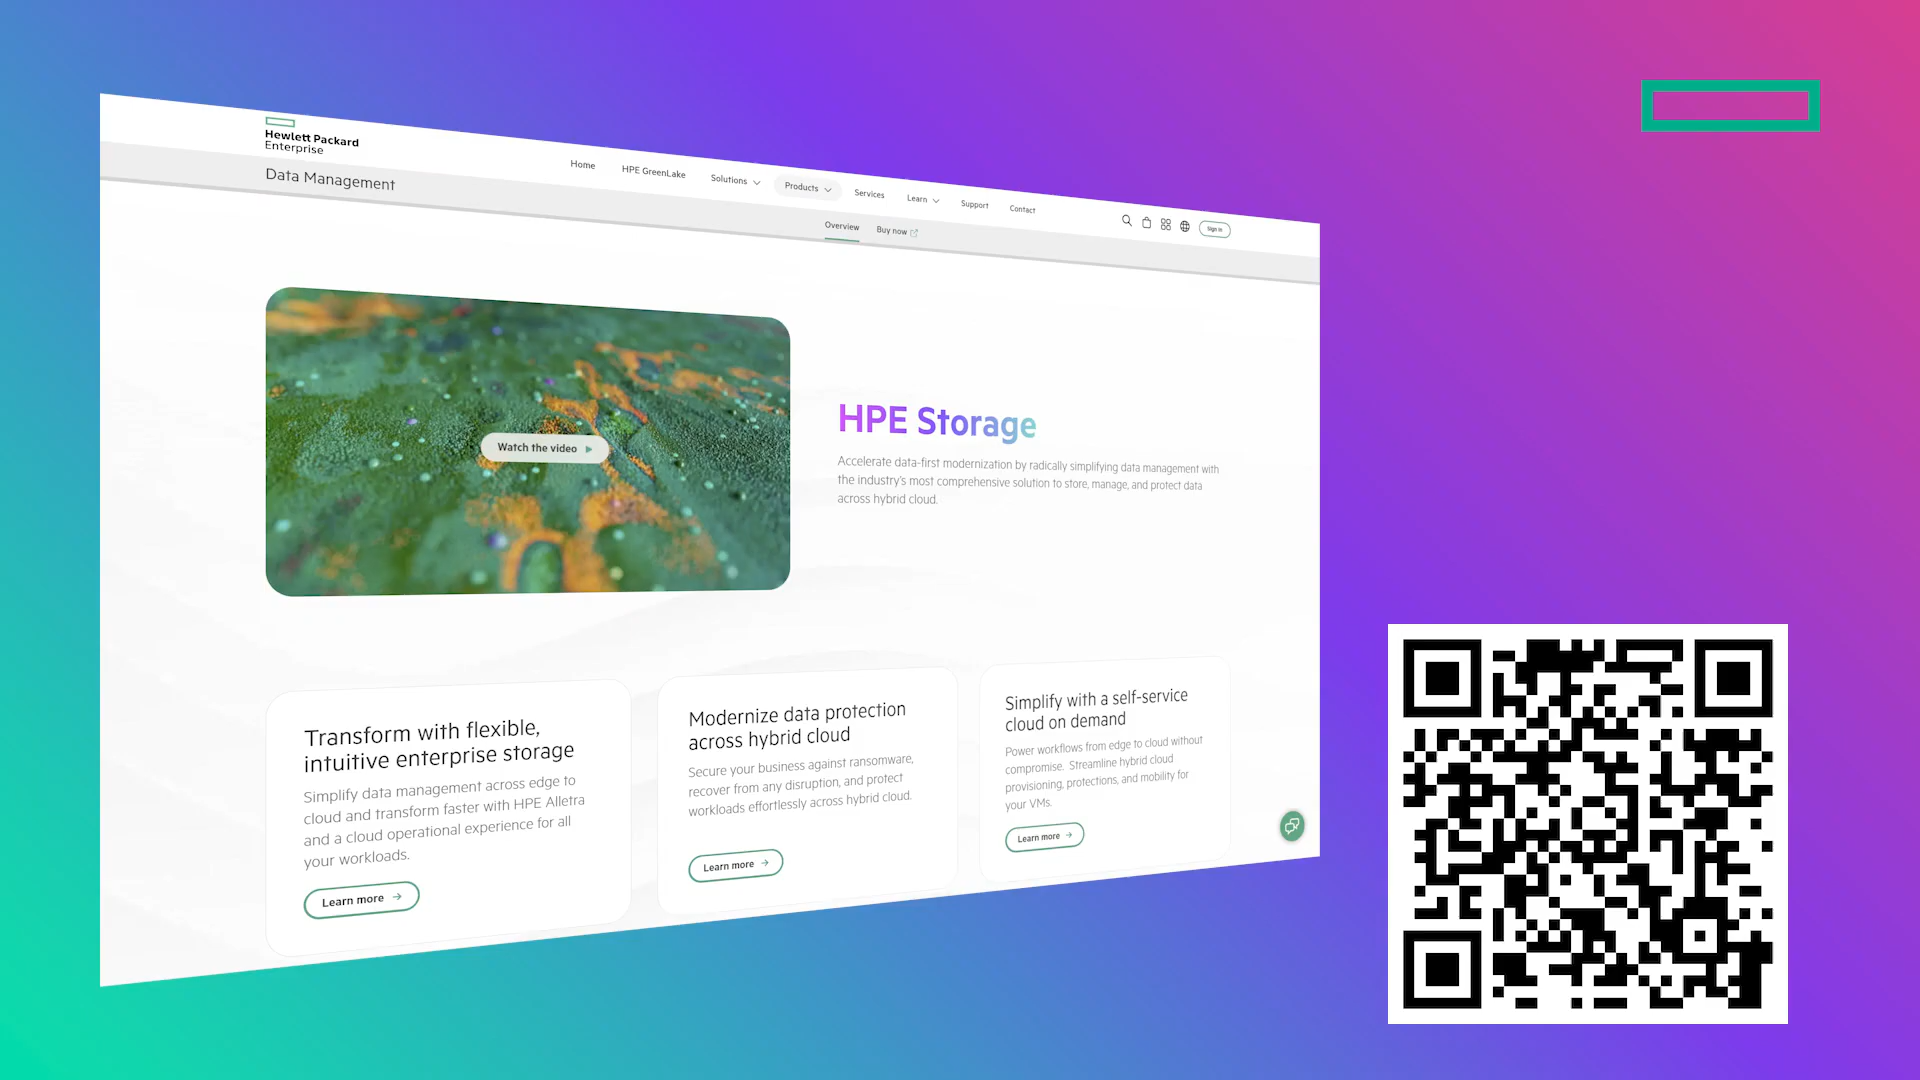 Hewlett Packard
Enterprise
Home
HPE GreenLake
Solutions
Products
Services
Learn
Support
Contact
Sign in
Data Management
Overview
Buy now
Watch the video
HPE Storage
Accelerate data-first modernization by radically simplifying data management with
the industry's most comprehensive solution to store, manage, and protect data
across hybrid cloud.
Transform with flexible,
intuitive enterprise storage
Simplify data management across edge to
cloud and transform faster with HPE Alletra
and a cloud operational experience for all
your workloads.
Learn more
Modernize data protection
across hybrid cloud
Secure your business against ransomware,
recover from any disruption, and protect
workloads effortlessly across hybrid cloud.
Learn more
Simplify with a self-service
cloud on demand
Power workflows from edge to cloud without
compromise. Streamline hybrid cloud
provisioning, protections, and mobility for
your VMs.
Learn more